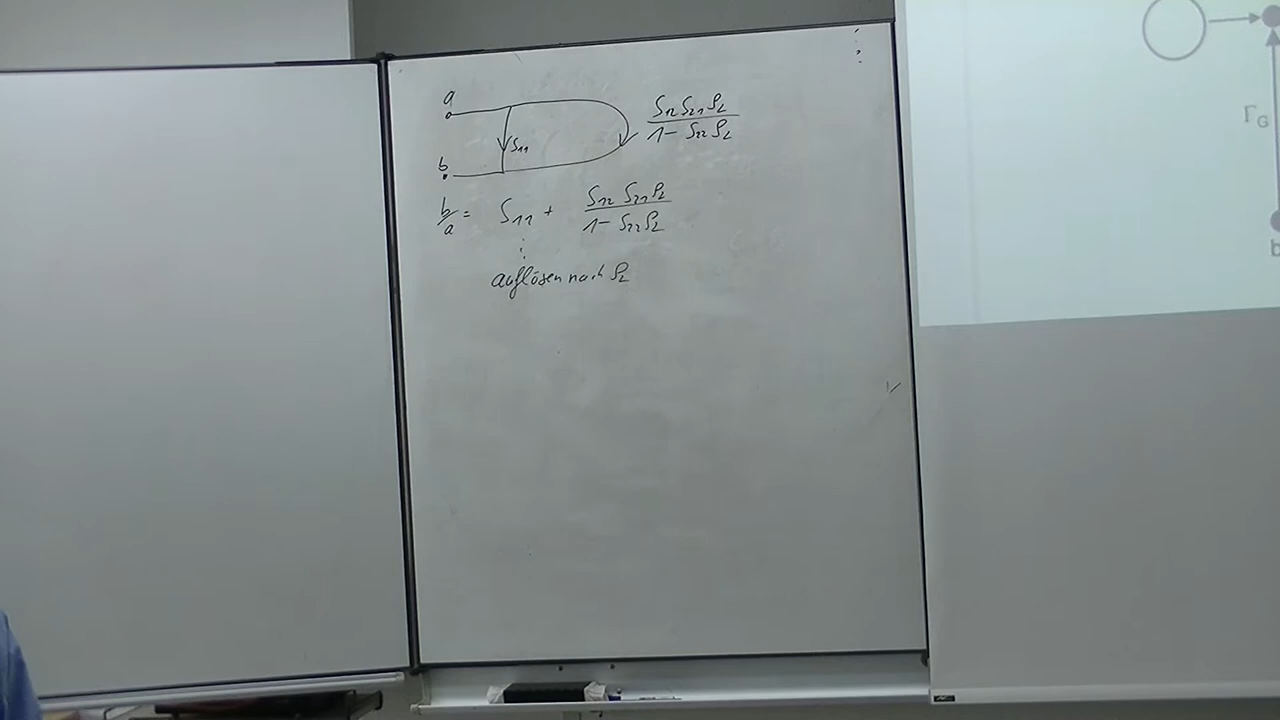 a
S12 S21 ρL
1 - S22 ρL
S11
b
b/a = S11 + S12 S21 ρL / 1 - S22 ρL
⋮
auflösen nach ρL
ΓG
b